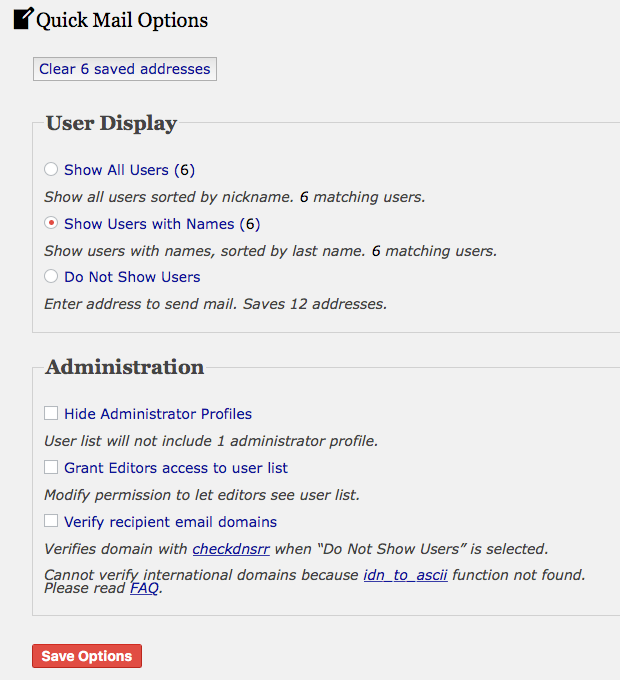 Quick Mail Options
Clear 6 saved addresses
User Display
Show All Users (6)
Show all users sorted by nickname. 6 matching users.
Show Users with Names (6)
Show users with names, sorted by last name. 6 matching users.
Do Not Show Users
Enter address to send mail. Saves 12 addresses.
Administration
Hide Administrator Profiles
User list will not include 1 administrator profile.
Grant Editors access to user list
Modify permission to let editors see user list.
Verify recipient email domains
Verifies domain with checkdnsrr when “Do Not Show Users” is selected.
Cannot verify international domains because idn_to_ascii function not found.
Please read FAQ.
Save Options